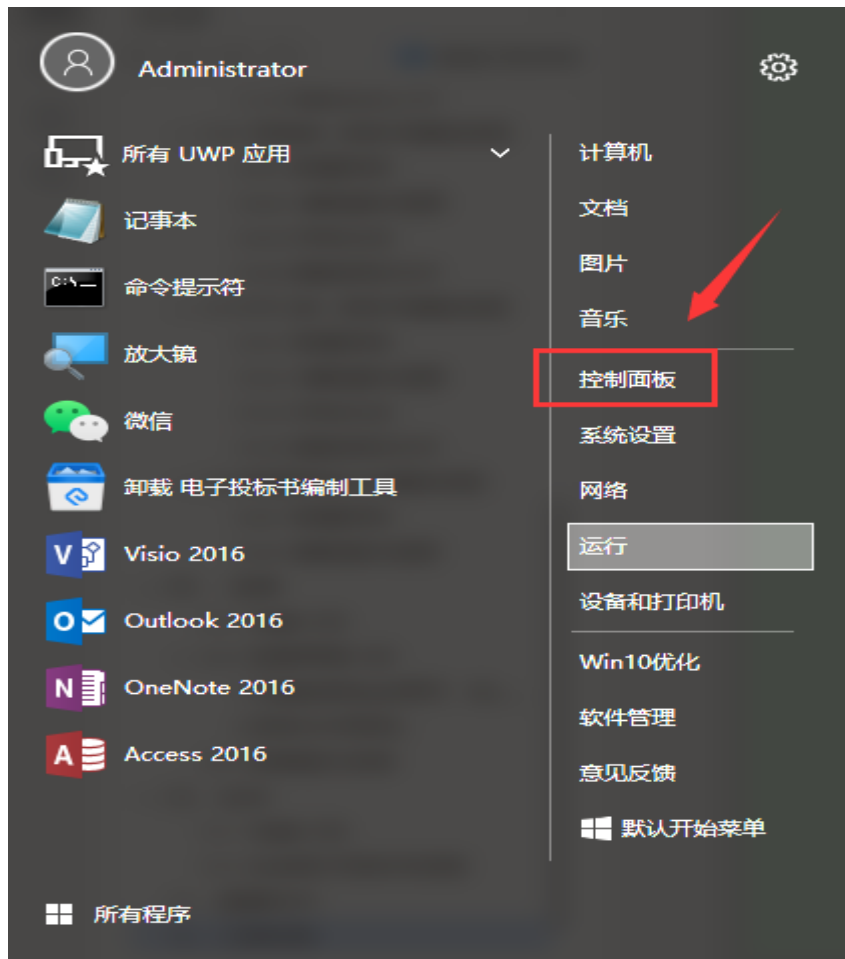 Administrator
所有 UWP 应用
记事本
命令提示符
放大镜
微信
卸载 电子投标书编制工具
Visio 2016
Outlook 2016
OneNote 2016
Access 2016
所有程序
计算机
文档
图片
音乐
控制面板
系统设置
网络
运行
设备和打印机
Win10优化
软件管理
意见反馈
默认开始菜单